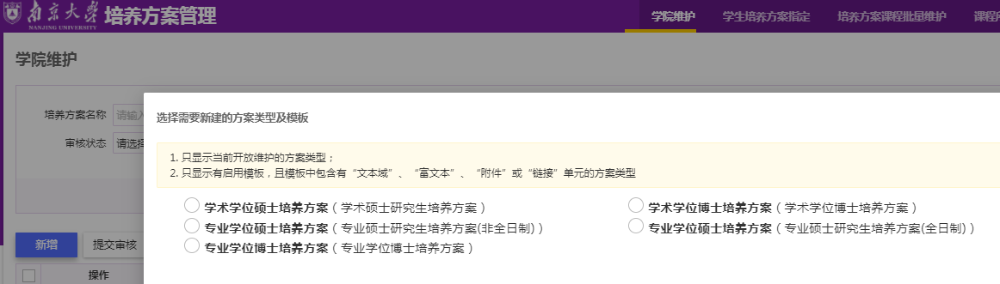 南京大学 培养方案管理
NANJING UNIVERSITY
学院维护 学生培养方案指定 培养方案课程批量维护
学院维护
培养方案名称 请输入
审核状态 请选择
选择需要新建的方案类型及模板
1. 只显示当前开放维护的方案类型；
2. 只显示有启用模板，且模板中包含有“文本域”、“富文本”、“附件”或“链接”单元的方案类型
学术学位硕士培养方案（学术硕士研究生培养方案） 学术学位博士培养方案（学术学位博士培养方案）
专业学位硕士培养方案（专业硕士研究生培养方案(非全日制)） 专业学位硕士培养方案（专业硕士研究生培养方案(全日制)）
专业学位博士培养方案（专业学位博士培养方案）
新增 提交审核
操作